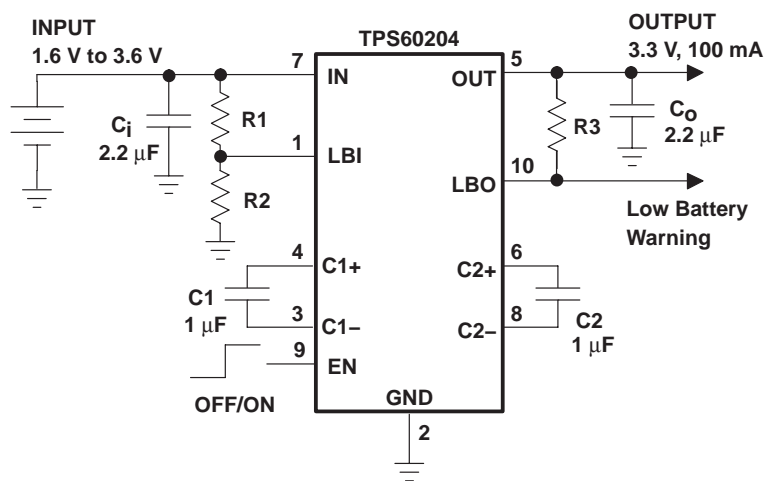 INPUT
1.6 V to 3.6 V
TPS60204
OUTPUT
3.3 V, 100 mA
7
5
IN
OUT
Ci
2.2 μF
R1
R3
Co
2.2 μF
1
LBI
10
LBO
R2
Low Battery
Warning
4
C1+
C2+
6
C1
1 μF
3
C1–
C2–
8
C2
1 μF
9
EN
OFF/ON
GND
2